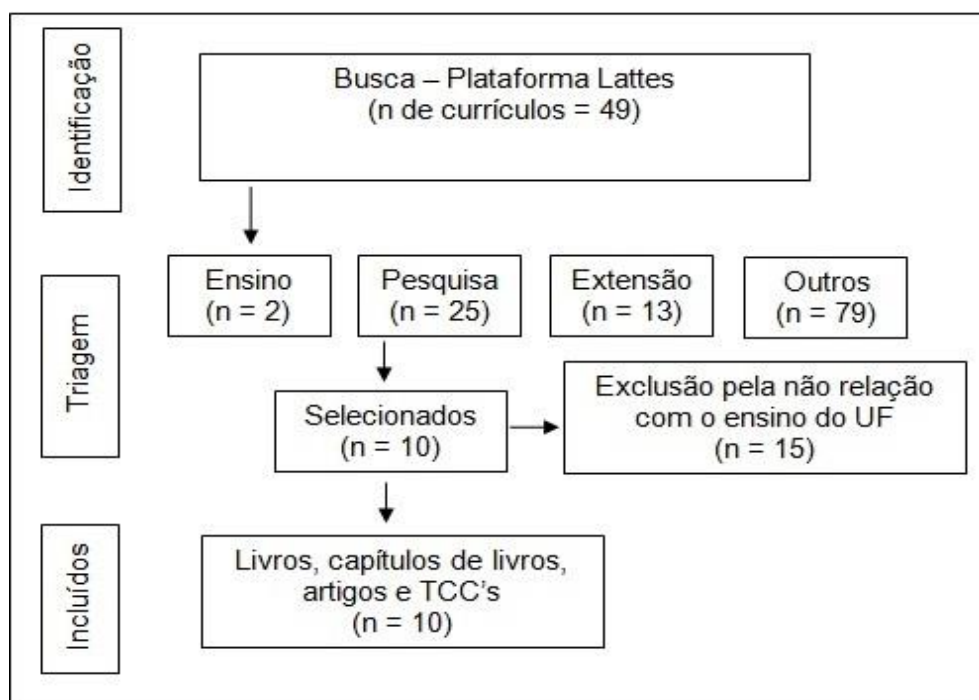 Identificação
Busca – Plataforma Lattes
(n de currículos = 49)
Triagem
Ensino
(n = 2)
Pesquisa
(n = 25)
Extensão
(n = 13)
Outros
(n = 79)
Selecionados
(n = 10)
Exclusão pela não relação
com o ensino do UF
(n = 15)
Incluídos
Livros, capítulos de livros,
artigos e TCC’s
(n = 10)